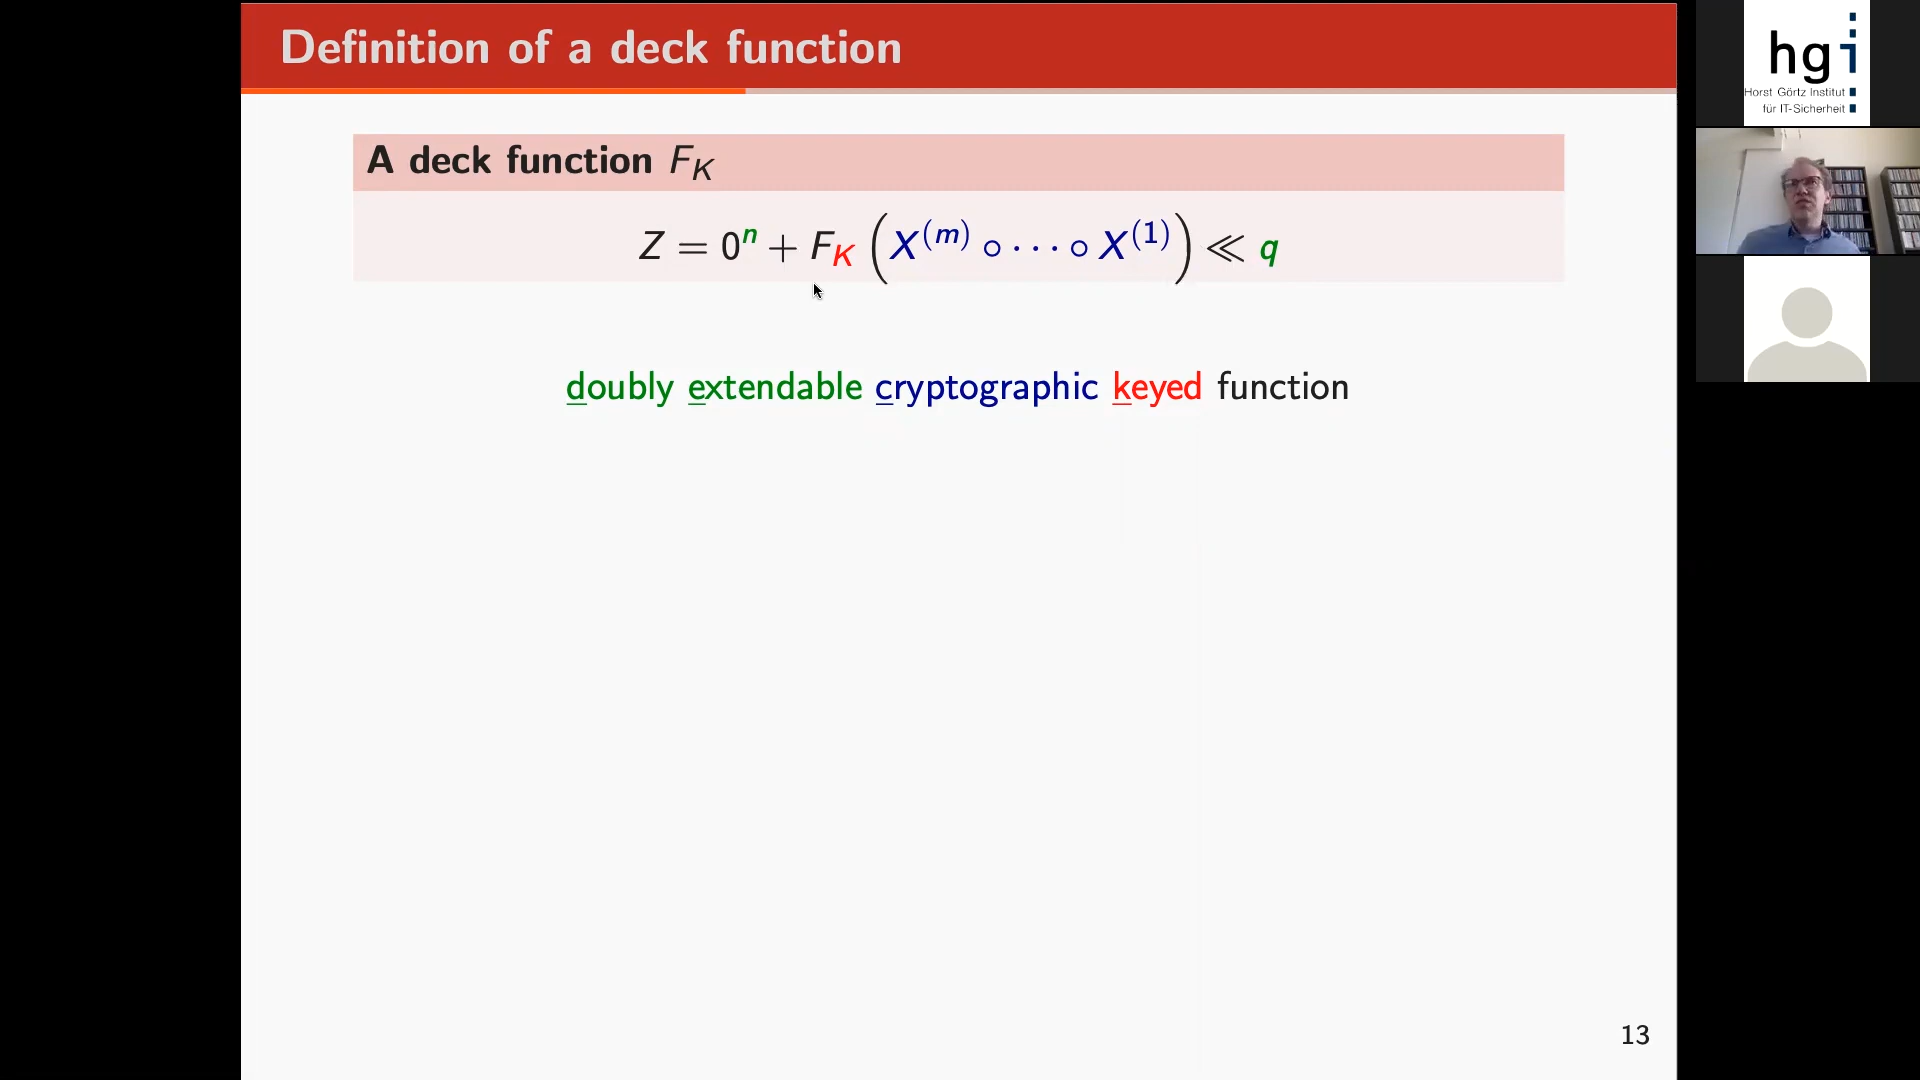 Definition of a deck function
A deck function F_K
Z = 0^n + F_K (X^(m) ∘ ⋯ ∘ X^(1)) ≪ q
doubly extendable cryptographic keyed function
13
hgi
Horst Görtz Institut
für IT-Sicherheit